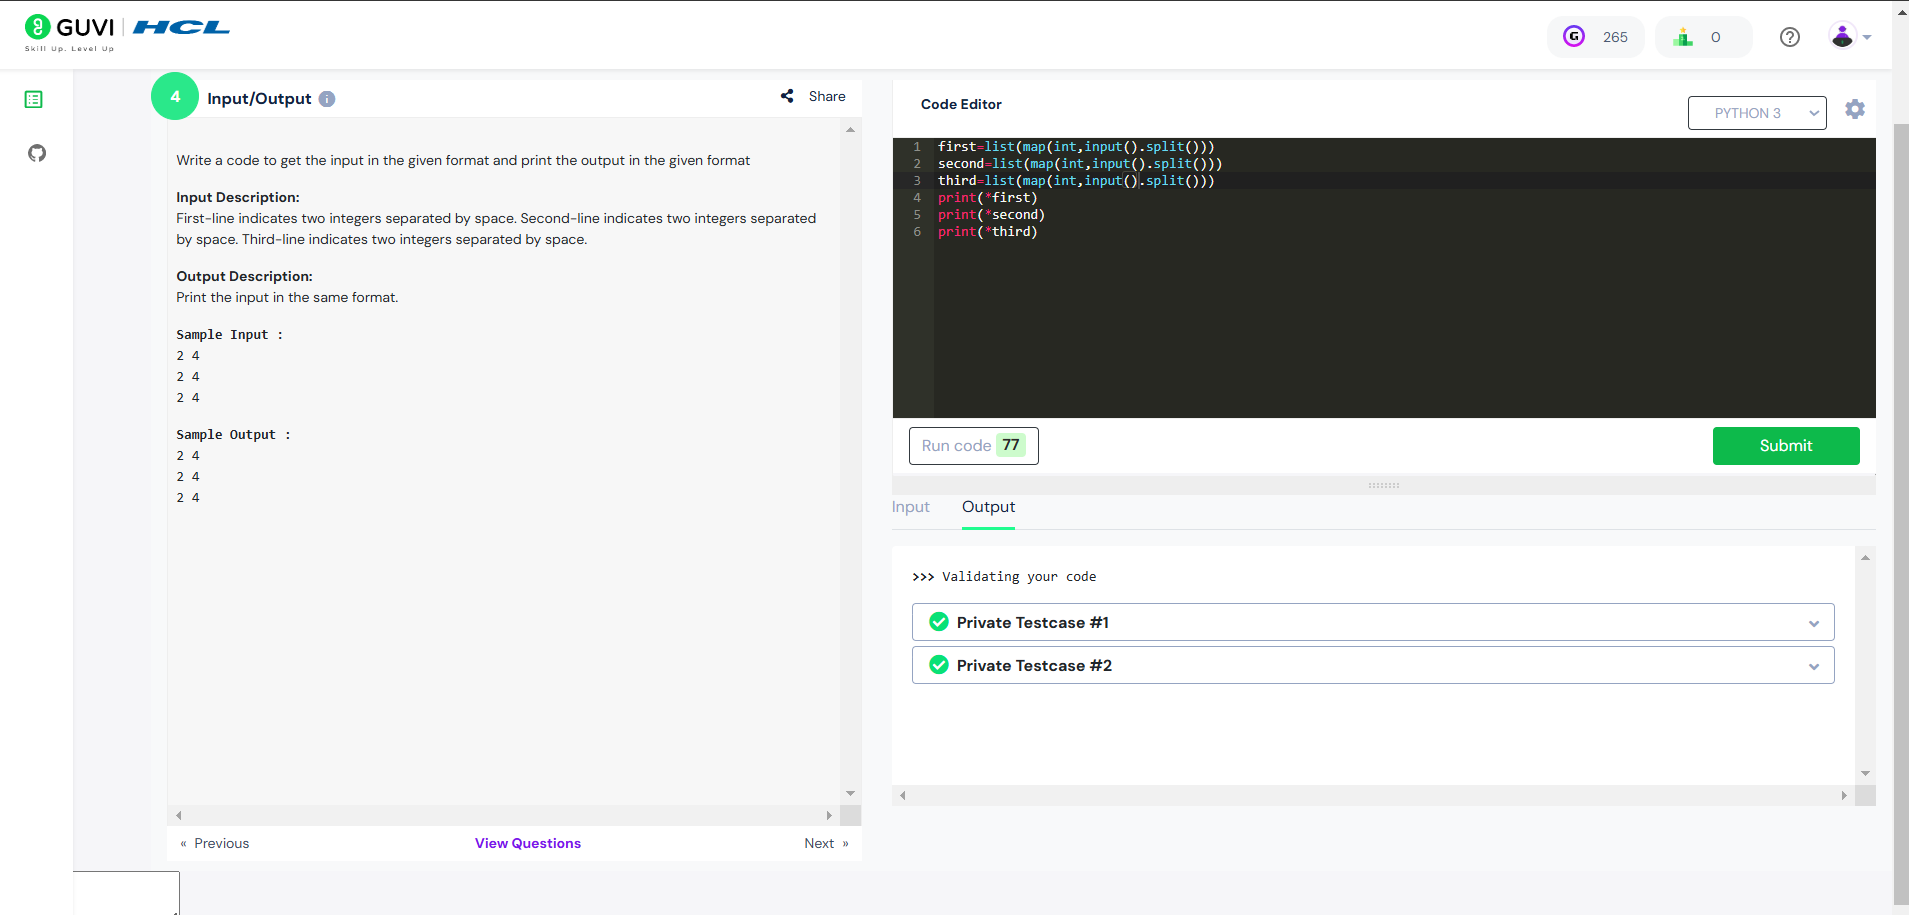 GUVI | HCL
Skill Up. Level Up
G 265
0
4 Input/Output
Share
Write a code to get the input in the given format and print the output in the given format
Input Description:
First-line indicates two integers separated by space. Second-line indicates two integers separated
by space. Third-line indicates two integers separated by space.
Output Description:
Print the input in the same format.
Sample Input :
2 4
2 4
2 4
Sample Output :
2 4
2 4
2 4
« Previous
View Questions
Next »
Code Editor
PYTHON 3
1 first=list(map(int,input().split()))
2 second=list(map(int,input().split()))
3 third=list(map(int,input().split()))
4 print(*first)
5 print(*second)
6 print(*third)
Run code 77
Submit
Input Output
>>> Validating your code
Private Testcase #1
Private Testcase #2